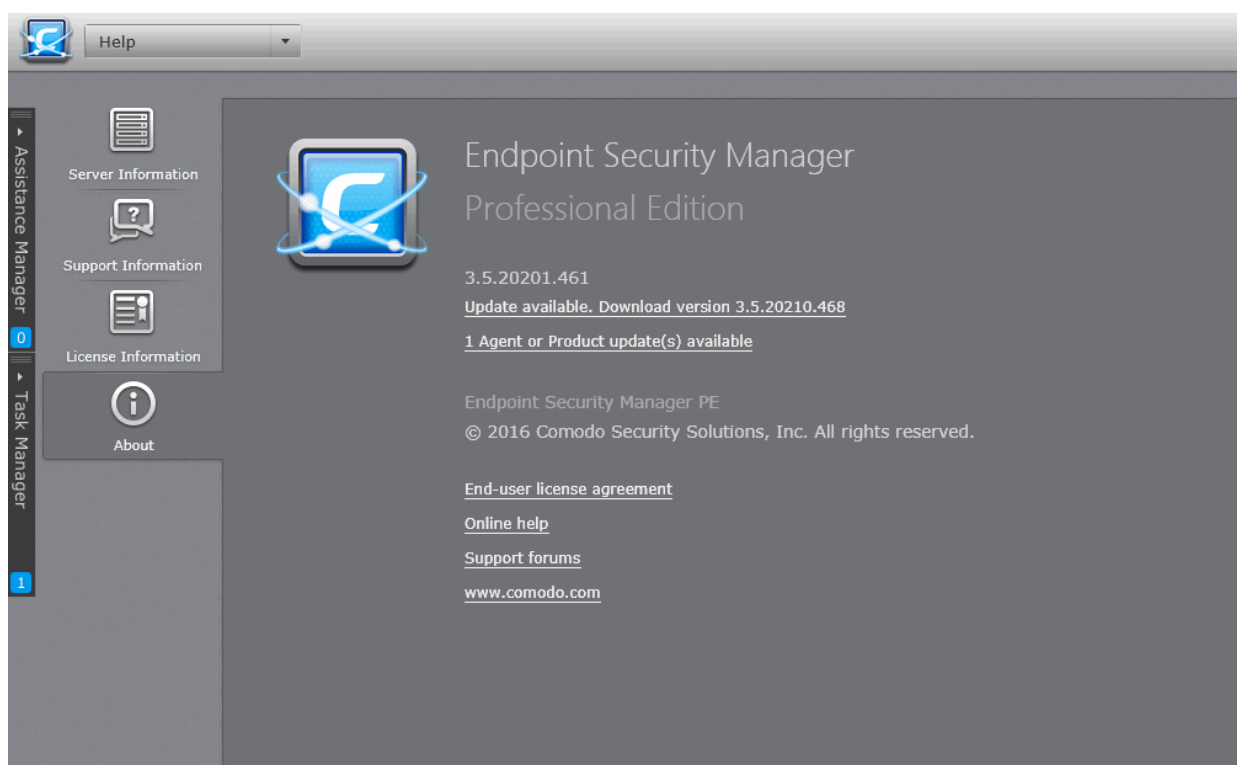 Help
Assistance Manager
0
Task Manager
1
Server Information
Support Information
License Information
About
Endpoint Security Manager
Professional Edition
3.5.20201.461
Update available. Download version 3.5.20210.468
1 Agent or Product update(s) available
Endpoint Security Manager PE
© 2016 Comodo Security Solutions, Inc. All rights reserved.
End-user license agreement
Online help
Support forums
www.comodo.com